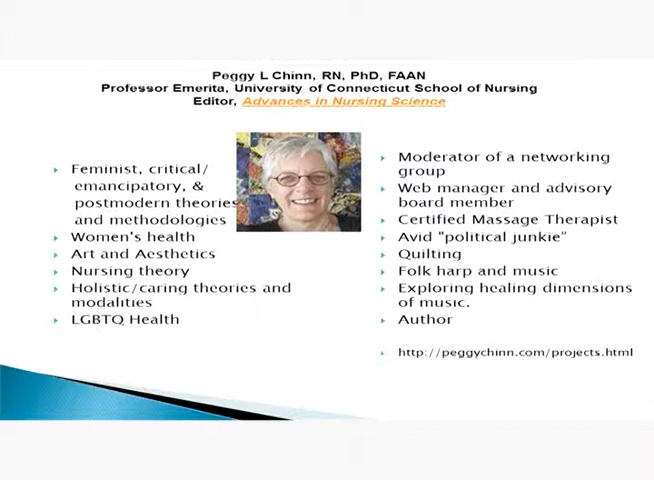 Peggy L Chinn, RN, PhD, FAAN
Professor Emerita, University of Connecticut School of Nursing
Editor, Advances in Nursing Science
Feminist, critical/
emancipatory, &
postmodern theories
and methodologies
Women's health
Art and Aesthetics
Nursing theory
Holistic/caring theories and
modalities
LGBTQ Health
Moderator of a networking
group
Web manager and advisory
board member
Certified Massage Therapist
Avid "political junkie"
Quilting
Folk harp and music
Exploring healing dimensions
of music.
Author
http://peggychinn.com/projects.html